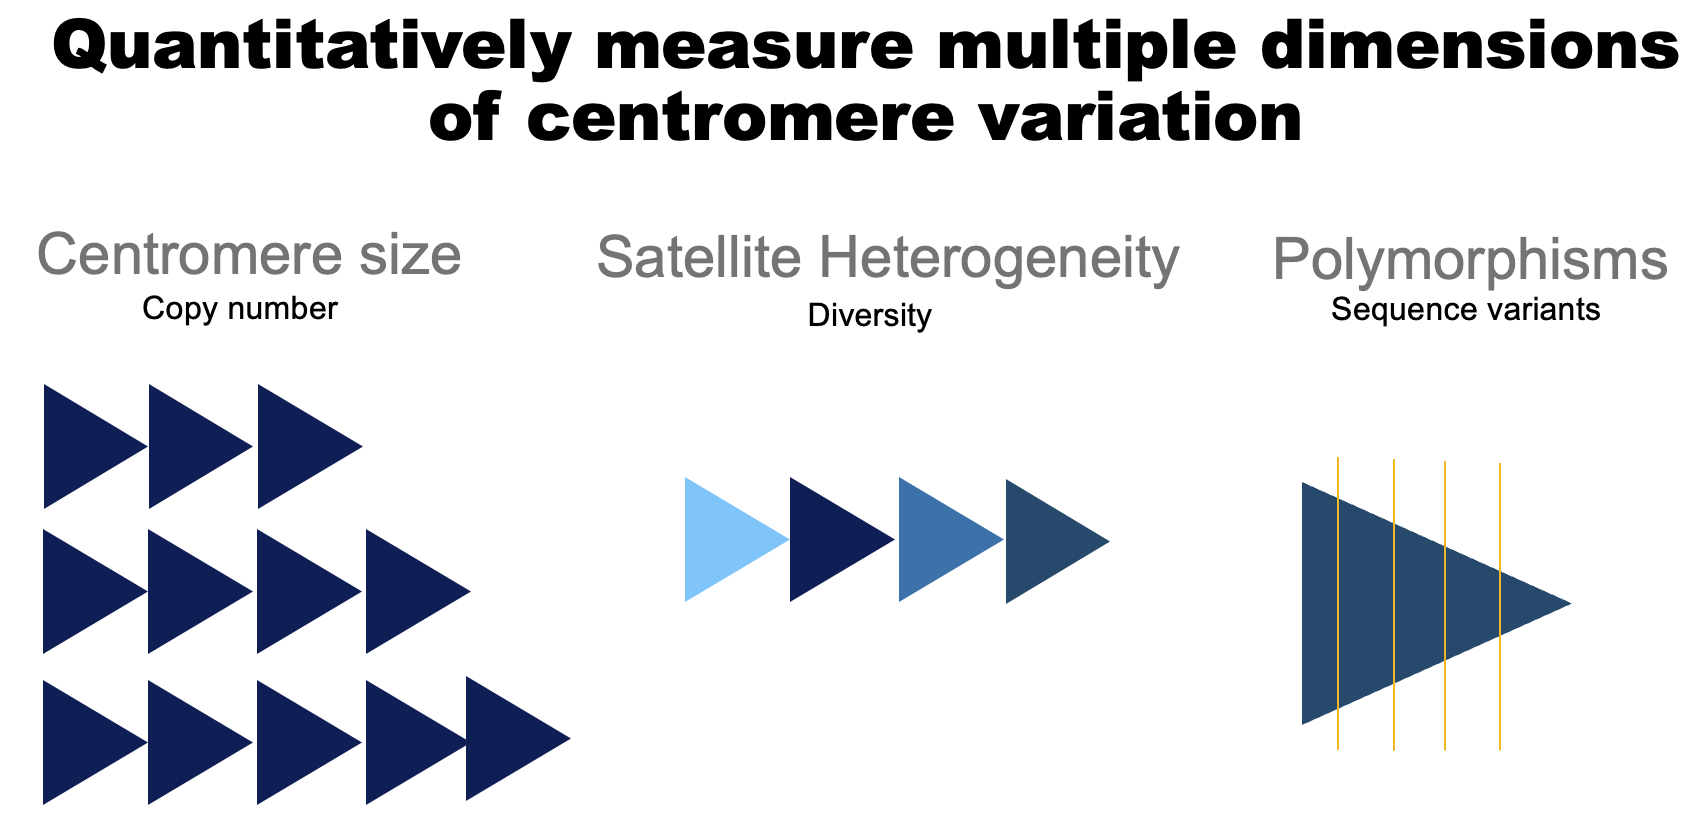 Quantitatively measure multiple dimensions
of centromere variation
Centromere size
Copy number
Satellite Heterogeneity
Diversity
Polymorphisms
Sequence variants